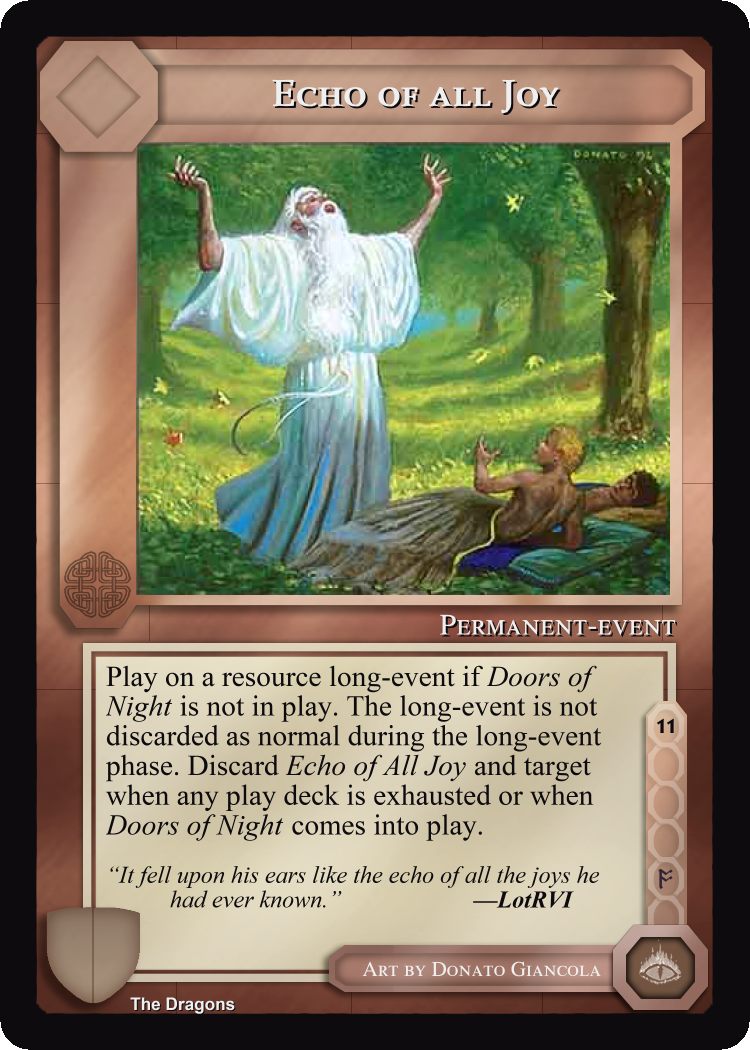 Echo of all Joy
DONATO 96
Permanent-event
Play on a resource long-event if Doors of
Night is not in play. The long-event is not
discarded as normal during the long-event
phase. Discard Echo of All Joy and target
when any play deck is exhausted or when
Doors of Night comes into play.
11
“It fell upon his ears like the echo of all the joys he
had ever known.” —LotRVI
Art by Donato Giancola
The Dragons